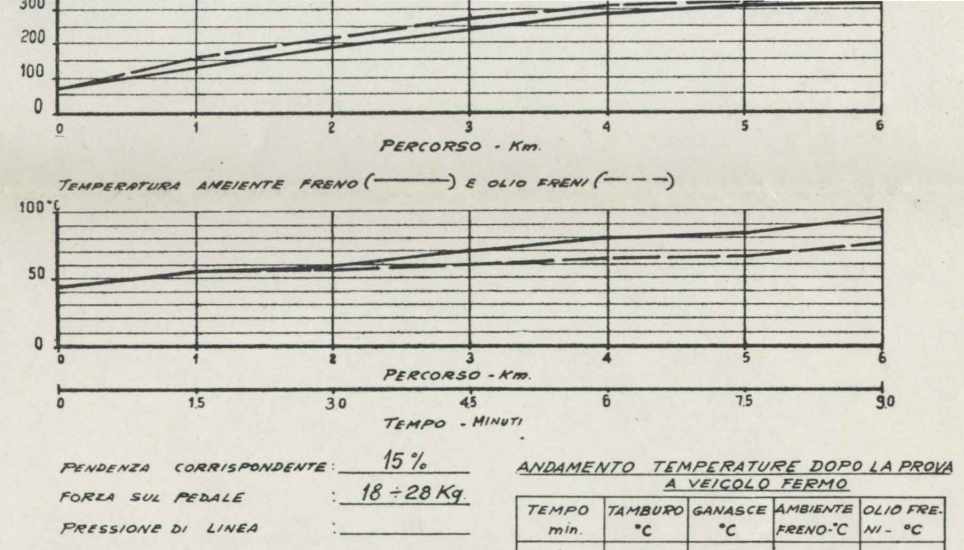 300
200
100
0
0 1 2 3 4 5 6
PERCORSO - Km.
TEMPERATURA AMBIENTE FRENO (———) E OLIO FRENI (— — —)
100°C
50
0
0 1 2 3 4 5 6
PERCORSO - Km.
0 1.5 3.0 4.5 6 7.5 9.0
TEMPO - MINUTI
PENDENZA CORRISPONDENTE: 15 %
FORZA SUL PEDALE : 18 ÷ 28 Kg.
PRESSIONE DI LINEA :
ANDAMENTO TEMPERATURE DOPO LA PROVA
A VEICOLO FERMO
TEMPO min. TAMBURO °C GANASCE °C AMBIENTE FRENO-°C OLIO FRE-NI - °C